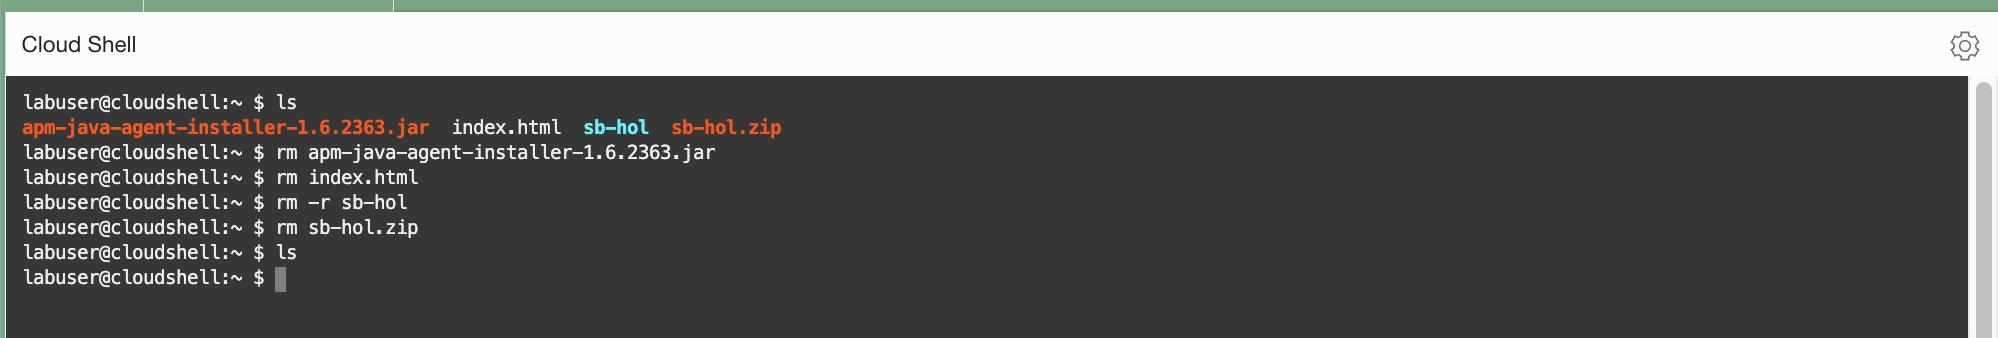 Cloud Shell
labuser@cloudshell:~ $ ls
apm-java-agent-installer-1.6.2363.jar  index.html  sb-hol  sb-hol.zip
labuser@cloudshell:~ $ rm apm-java-agent-installer-1.6.2363.jar
labuser@cloudshell:~ $ rm index.html
labuser@cloudshell:~ $ rm -r sb-hol
labuser@cloudshell:~ $ rm sb-hol.zip
labuser@cloudshell:~ $ ls
labuser@cloudshell:~ $